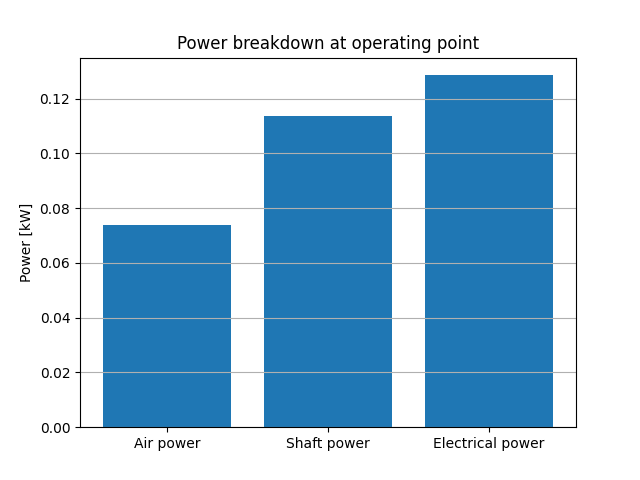 Power breakdown at operating point
Power [kW]
0.12
0.10
0.08
0.06
0.04
0.02
0.00
Air power
Shaft power
Electrical power